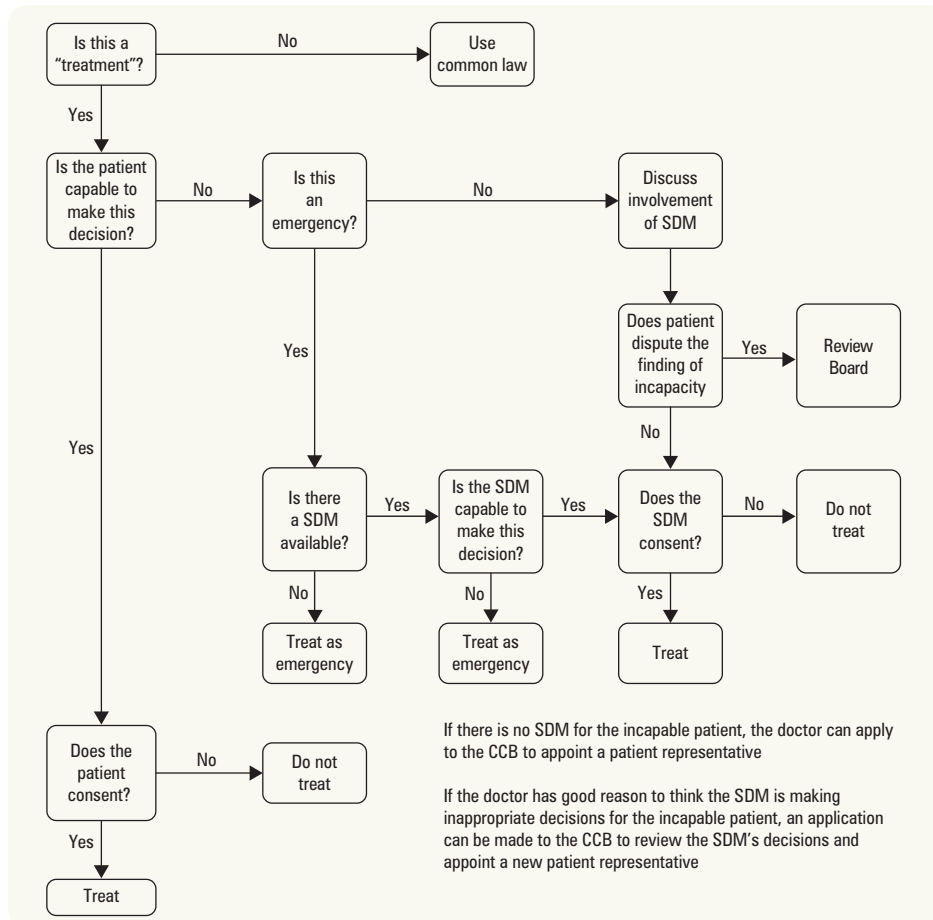 Is this a
“treatment”?
No
Use
common law
Yes
Is the patient
capable to
make this
decision?
No
Is this
an
emergency?
No
Discuss
involvement
of SDM
Yes
Does patient
dispute the
finding of
incapacity
Yes
Review
Board
No
Yes
Is there
a SDM
available?
Yes
Is the SDM
capable to
make this
decision?
Yes
Does the
SDM
consent?
No
Do not
treat
No
No
Yes
Treat as
emergency
Treat as
emergency
Treat
Does the
patient
consent?
No
Do not
treat
Yes
Treat
If there is no SDM for the incapable patient, the doctor can apply
to the CCB to appoint a patient representative
If the doctor has good reason to think the SDM is making
inappropriate decisions for the incapable patient, an application
can be made to the CCB to review the SDM’s decisions and
appoint a new patient representative